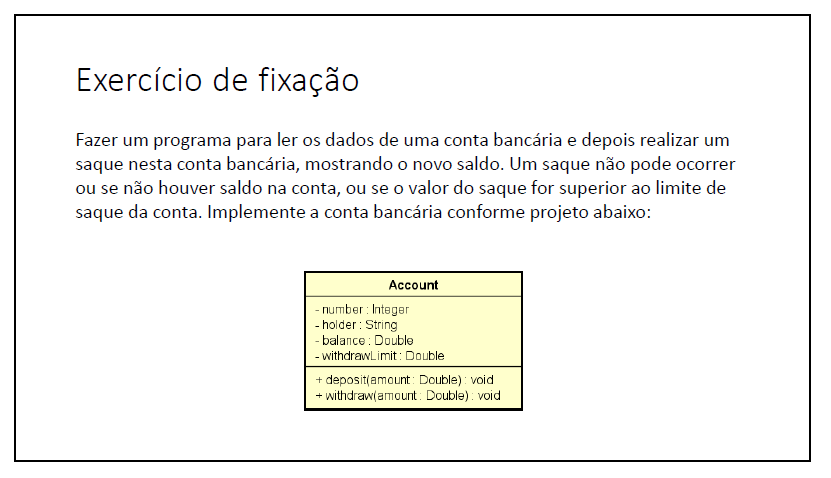 Exercício de fixação
Fazer um programa para ler os dados de uma conta bancária e depois realizar um
saque nesta conta bancária, mostrando o novo saldo. Um saque não pode ocorrer
ou se não houver saldo na conta, ou se o valor do saque for superior ao limite de
saque da conta. Implemente a conta bancária conforme projeto abaixo:
Account
- number : Integer
- holder : String
- balance : Double
- withdrawLimit : Double
+ deposit(amount : Double) : void
+ withdraw(amount : Double) : void